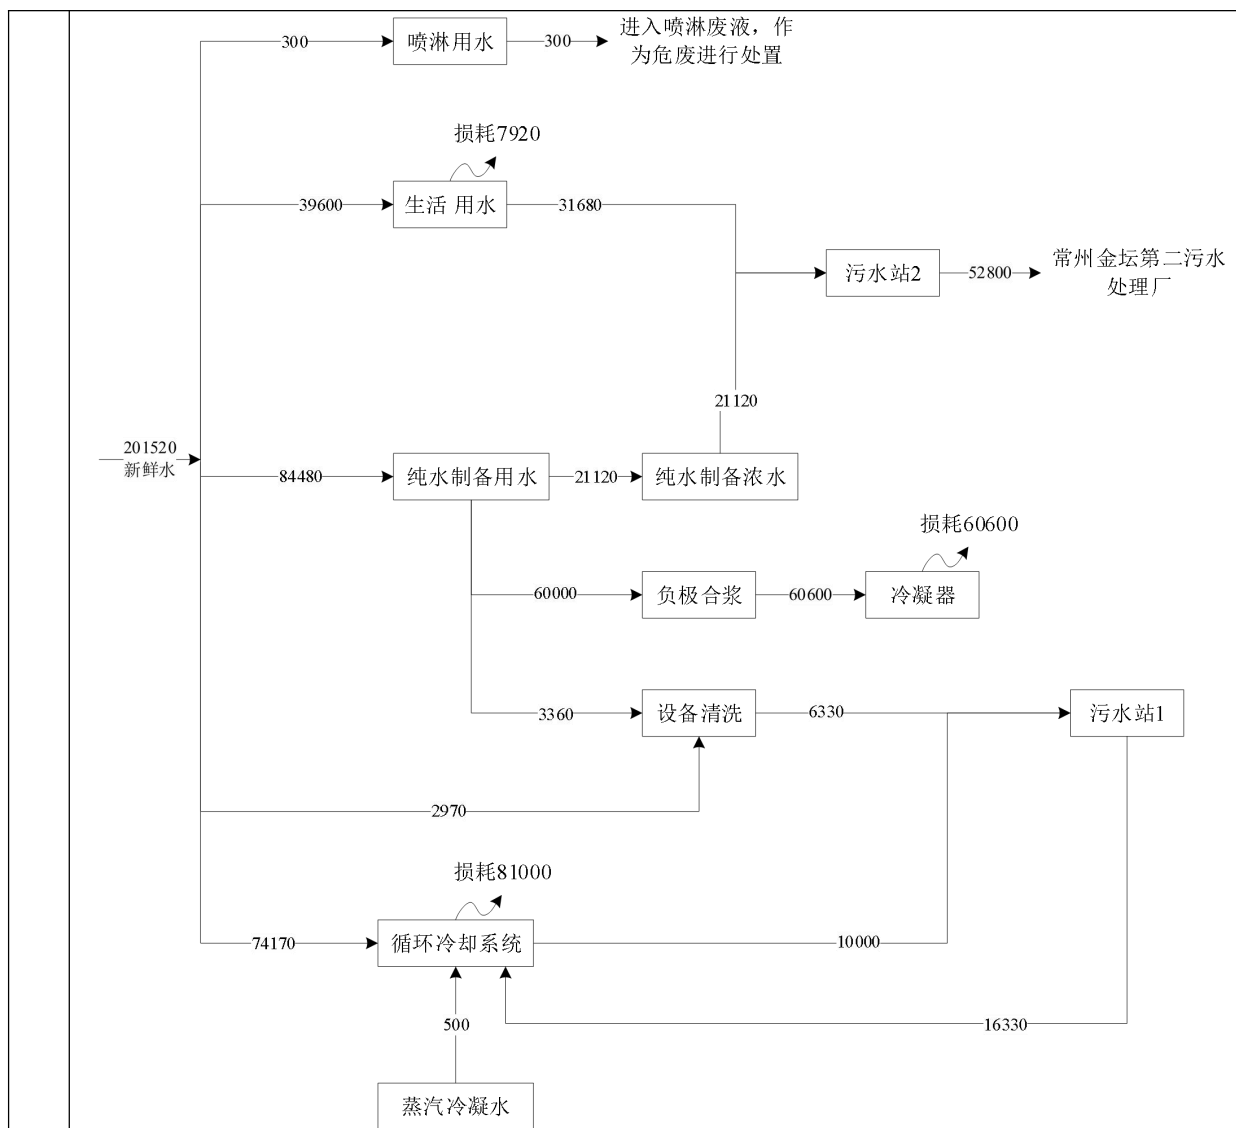 300
喷淋用水
300
进入喷淋废液，作
为危废进行处置
损耗7920
39600
生活 用水
31680
污水站2
52800
常州金坛第二污水
处理厂
21120
201520
新鲜水
84480
纯水制备用水
21120
纯水制备浓水
损耗60600
60000
负极合浆
60600
冷凝器
3360
设备清洗
6330
污水站1
2970
损耗81000
74170
循环冷却系统
10000
500
16330
蒸汽冷凝水